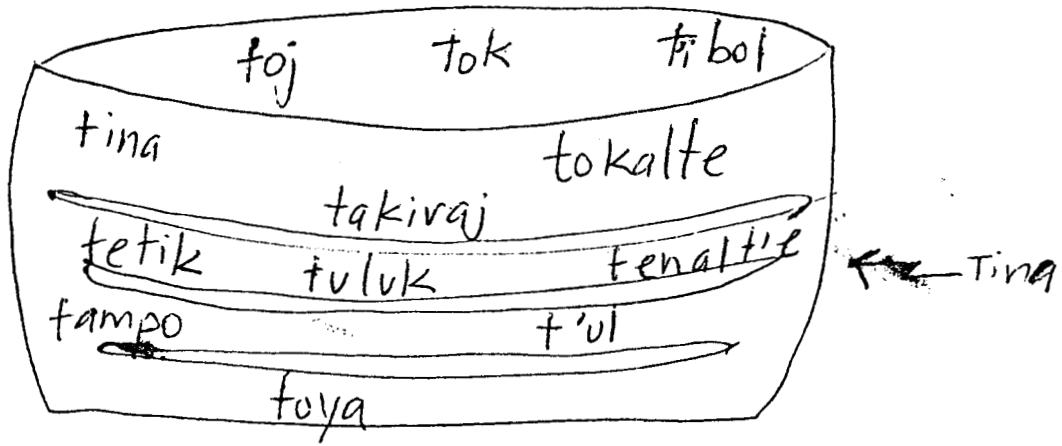 toj tok tibol
tina tokalte
takivaj
tetik tuluk tenalt'e
Tina
tampo t'ul
toya